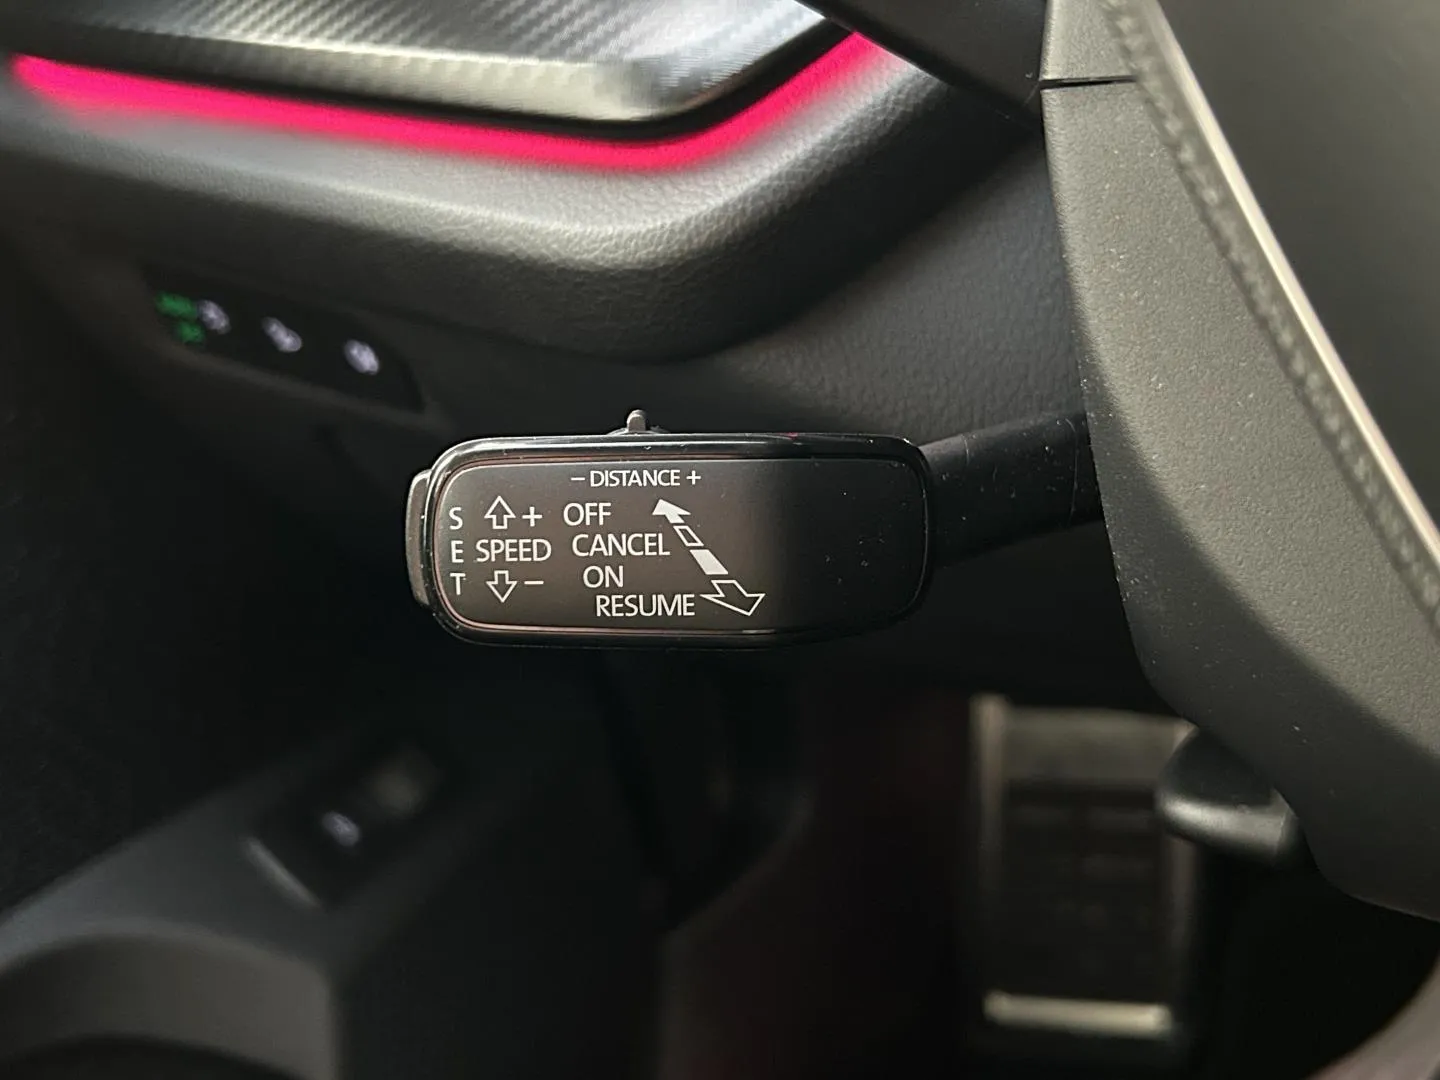 − DISTANCE +
S + OFF
E SPEED CANCEL
T − ON
RESUME